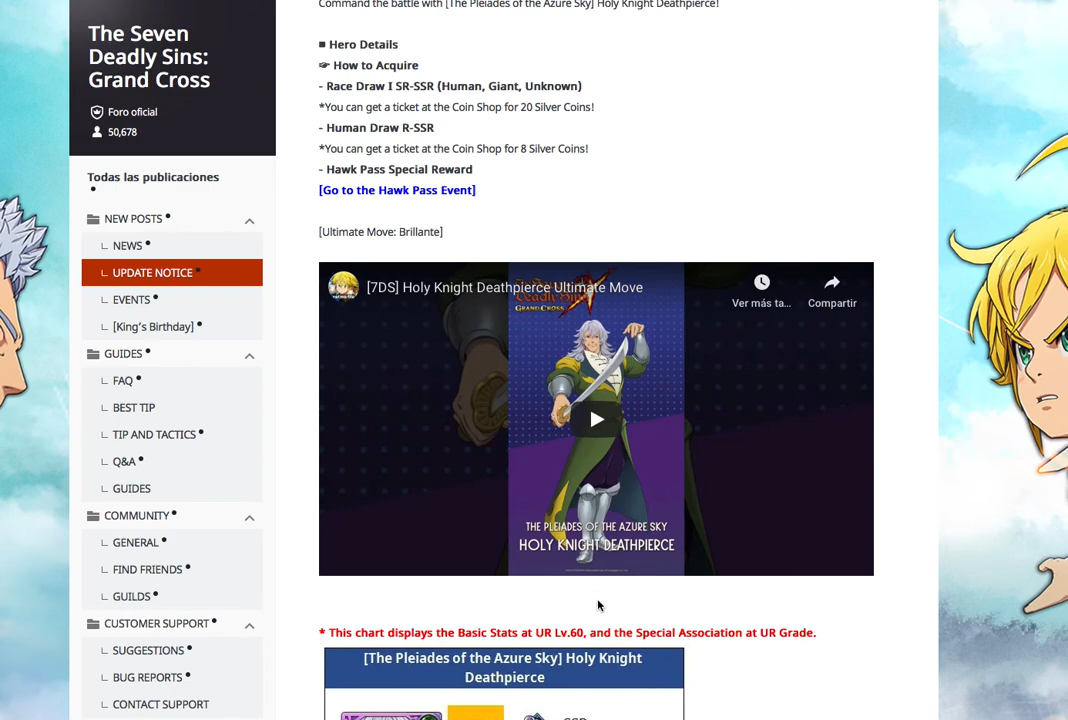 The Seven
Deadly Sins:
Grand Cross
Foro oficial
50,678
Todas las publicaciones
NEW POSTS
NEWS
UPDATE NOTICE
EVENTS
[King's Birthday]
GUIDES
FAQ
BEST TIP
TIP AND TACTICS
Q&A
GUIDES
COMMUNITY
GENERAL
FIND FRIENDS
GUILDS
CUSTOMER SUPPORT
SUGGESTIONS
BUG REPORTS
CONTACT SUPPORT
Command the battle with [The Pleiades of the Azure Sky] Holy Knight Deathpierce!
■ Hero Details
☞ How to Acquire
- Race Draw I SR-SSR (Human, Giant, Unknown)
*You can get a ticket at the Coin Shop for 20 Silver Coins!
- Human Draw R-SSR
*You can get a ticket at the Coin Shop for 8 Silver Coins!
- Hawk Pass Special Reward
[Go to the Hawk Pass Event]
[Ultimate Move: Brillante]
[7DS] Holy Knight Deathpierce Ultimate Move
Ver más ta...
Compartir
Deadly Sins
GRAND CROSS
THE PLEIADES OF THE AZURE SKY
HOLY KNIGHT DEATHPIERCE
* This chart displays the Basic Stats at UR Lv.60, and the Special Association at UR Grade.
[The Pleiades of the Azure Sky] Holy Knight
Deathpierce